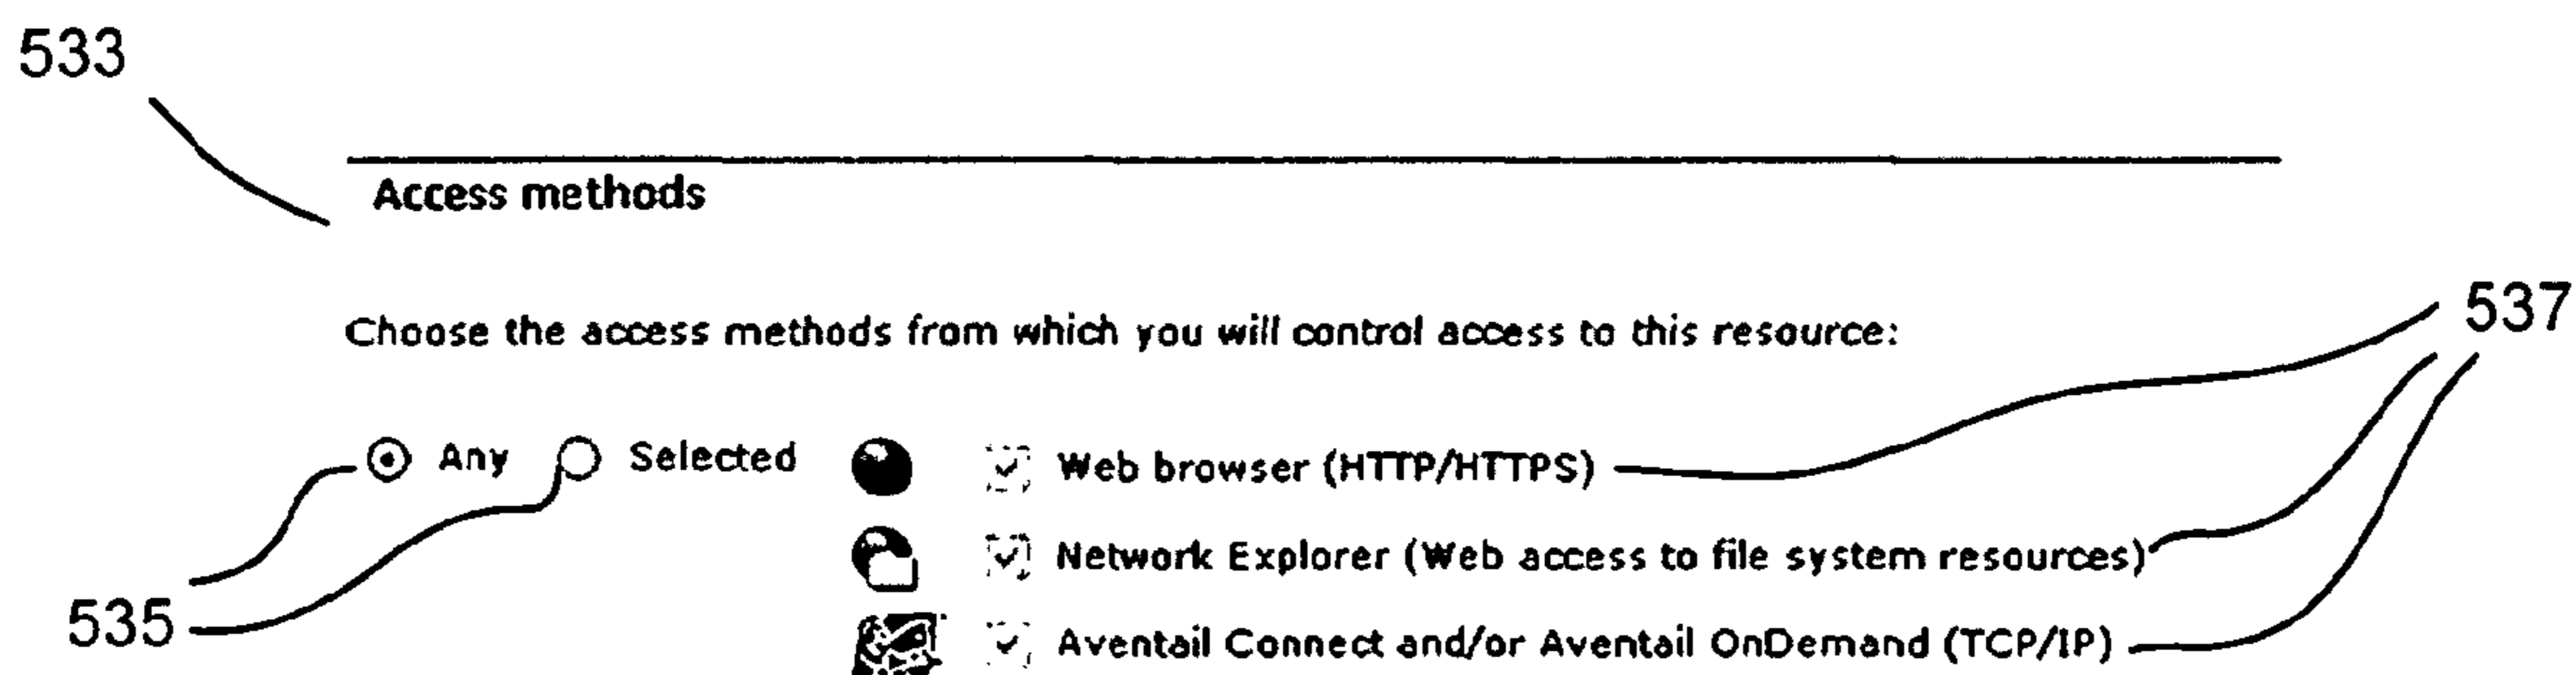 533
Access methods
Choose the access methods from which you will control access to this resource:
537
Any Selected Web browser (HTTP/HTTPS)
Network Explorer (Web access to file system resources)
535
Aventail Connect and/or Aventail OnDemand (TCP/IP)